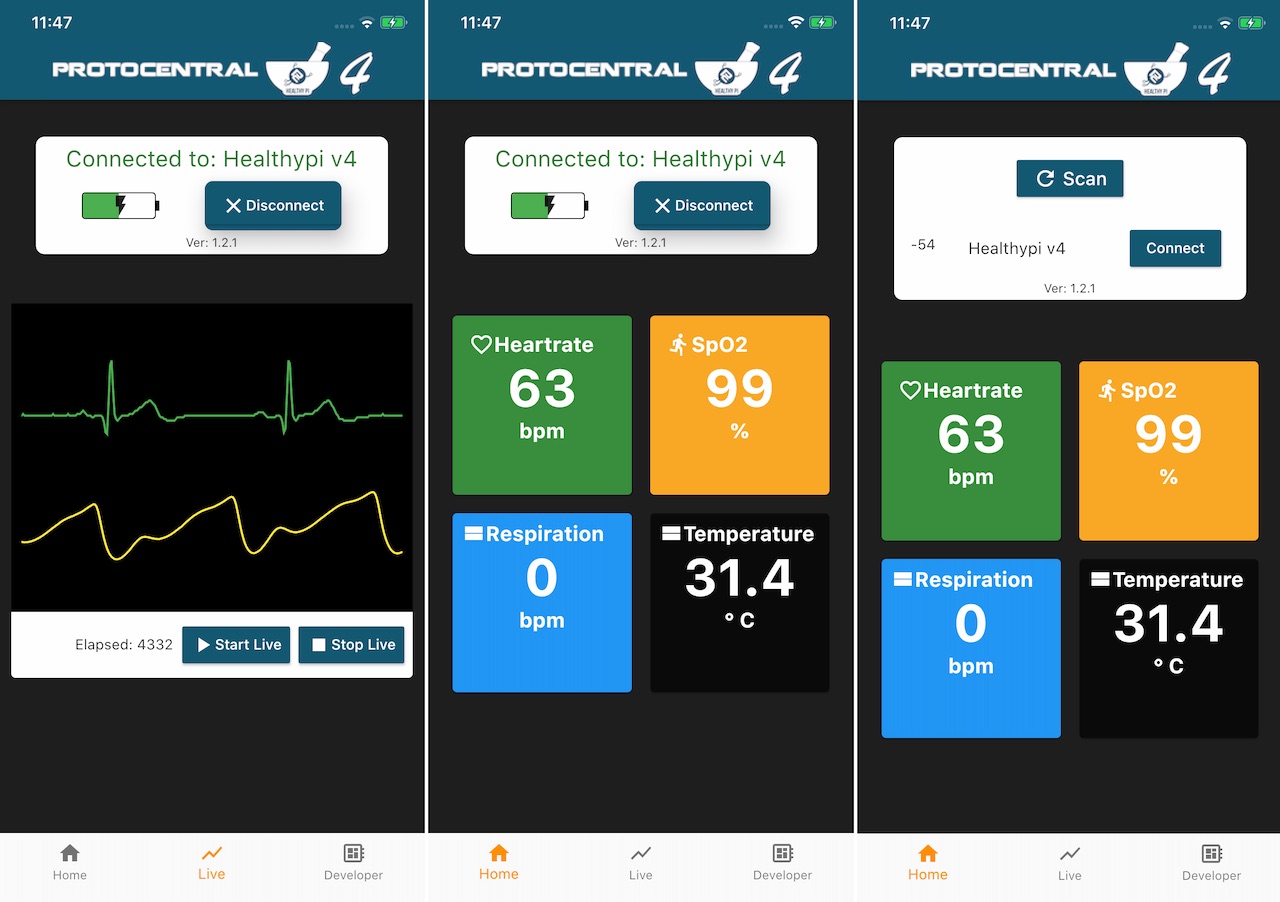 11:47
PROTOCENTRAL HEALTHY PI 4
Connected to: Healthypi v4
Disconnect
Ver: 1.2.1
Elapsed: 4332 Start Live Stop Live
Home Live Developer
11:47
PROTOCENTRAL HEALTHY PI 4
Connected to: Healthypi v4
Disconnect
Ver: 1.2.1
Heartrate SpO2
63 99
bpm %
Respiration Temperature
0 31.4
bpm ° C
Home Live Developer
11:47
PROTOCENTRAL HEALTHY PI 4
Scan
-54 Healthypi v4 Connect
Ver: 1.2.1
Heartrate SpO2
63 99
bpm %
Respiration Temperature
0 31.4
bpm ° C
Home Live Developer